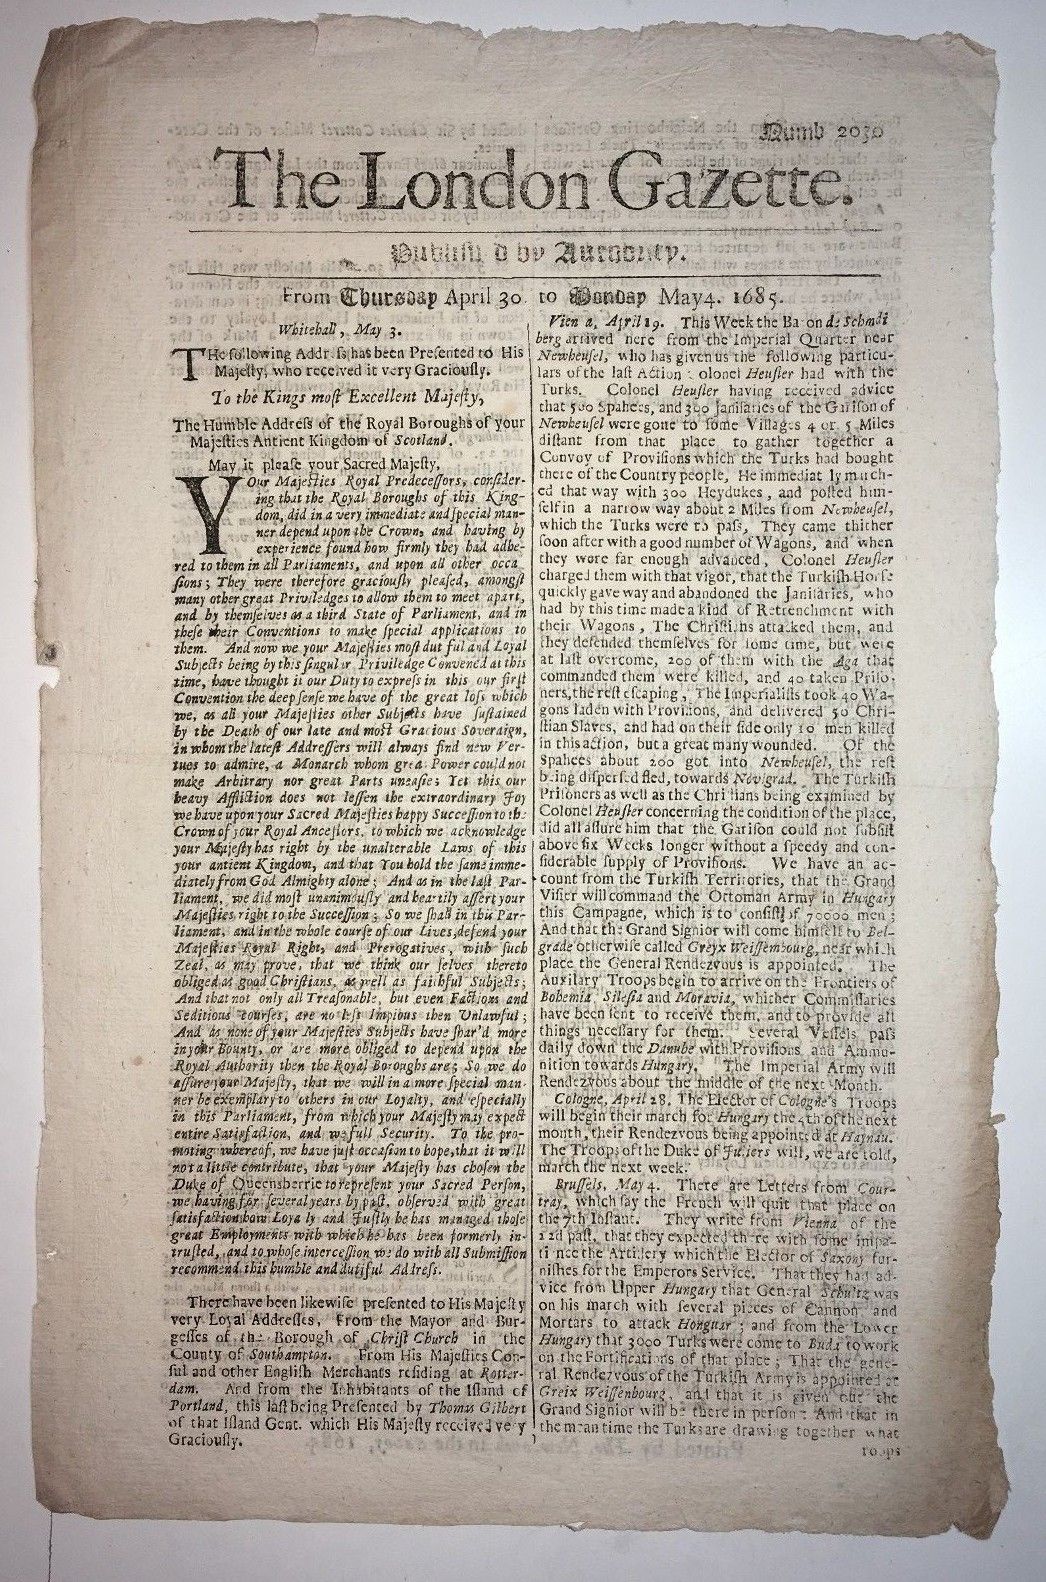 Numb 2030
The London Gazette.
Publish'd by Authority.
From Thursday April 30. to Monday May 4. 1685.
Whitehall, May 3.
THe following Address has been Presented to His
Majesty, who received it very Graciously.
To the Kings most Excellent Majesty,
The Humble Address of the Royal Boroughs of your
Majesties Antient Kingdom of Scotland.
May it please your Sacred Majesty,
YOur Majesties Royal Predecessors, consider-
ing that the Royal Boroughs of this King-
dom, did in a very immediate and special man-
ner depend upon the Crown, and having by
experience found how firmly they had adhe-
red to them in all Parliaments, and upon all other occa
sions; They were therefore graciously pleased, amongst
many other great Priviledges to allow them to meet apart,
and by themselves as a third State of Parliament, and in
these their Conventions to make special applications to
them. And now we your Majesties most dutiful and Loyal
Subjects being by this singular Priviledge Convened at this
time, have thought it our Duty to express in this our first
Convention the deep sense we have of the great loss which
we, as all your Majesties other Subjects have sustained
by the Death of our late and most Gracious Soveraign,
in whom the latest Addressers will always find new Ver-
tues to admire, a Monarch whom great Power could not
make Arbitrary nor great Parts uneasie; Yet this our
heavy Affliction does not lessen the extraordinary Joy
we have upon your Sacred Majesties happy Succession to the
Crown of your Royal Ancestors, to which we acknowledge
your Majesty has right by the unalterable Laws of this
your antient Kingdom, and that You hold the same imme-
diately from God Almighty alone; And as in the last Par-
liament, we did most unanimously and heartily assert your
Majesties right to the Succession; So we shall in this Par-
liament, and in the whole course of our Lives, defend your
Majesties Royal Right, and Prerogatives, with such
Zeal, as may prove, that we think our selves thereto
obliged as good Christians, as well as faithful Subjects;
And that not only all Treasonable, but even Factious and
Seditious courses, are no less Impious then Unlawful;
And as none of your Majesties Subjects have shar'd more
in your Bounty, or are more obliged to depend upon the
Royal Authority then the Royal Boroughs are; So we do
assure your Majesty, that we will in a more special man-
ner be exemplary to others in our Loyalty, and especially
in this Parliament, from which your Majesty may expect
entire Satisfaction, and we full Security. To the pro-
moting whereof, we have just occasion to hope, that it will
not a little contribute, that your Majesty has chosen the
Duke of Queensberrie to represent your Sacred Person,
we having for several years by past, observed with great
satisfaction how Loyally and Justly he has managed those
great Employments with which he has been formerly in-
trusted, and to whose intercession we do with all Submission
recommend this humble and dutiful Address.
There have been likewise presented to His Majesty
very Loyal Addresses, From the Mayor and Bur-
gesses of the Borough of Christ Church in the
County of Southampton. From His Majesties Con-
sul and other English Merchants residing at Rotter-
dam. And from the Inhabitants of the Island of
Portland, this last being Presented by Thomas Gilbert
of that Island Gent. which His Majesty received very
Graciously.
Vienna, April 19. This Week the Baron de Schmdi
berg arrived here from the Imperial Quarter near
Newheusel, who has given us the following particu-
lars of the last Action Colonel Heusler had with the
Turks. Colonel Heusler having received advice
that 500 Spahees, and 300 Janisaries of the Garison of
Newheusel were gone to some Villages 4 or 5 Miles
distant from that place to gather together a
Convoy of Provisions which the Turks had bought
there of the Country people, He immediately march-
ed that way with 300 Heydukes, and posted him-
self in a narrow way about 2 Miles from Newheusel,
which the Turks were to pass, They came thither
soon after with a good number of Wagons, and when
they were far enough advanced, Colonel Heusler
charged them with that vigor, that the Turkish Horse
quickly gave way and abandoned the Janisaries, who
had by this time made a kind of Retrenchment with
their Wagons, The Christians attacked them, and
they defended themselves for some time, but were
at last overcome, 200 of them with the Aga that
commanded them were killed, and 40 taken Priso-
ners, the rest escaping, The Imperialists took 40 Wa-
gons laden with Provisions, and delivered 50 Chri-
stian Slaves, and had on their side only 10 men killed
in this action, but a great many wounded. Of the
Spahees about 200 got into Newheusel, the rest
being dispersed fled, towards Novigrad. The Turkish
Prisoners as well as the Christians being examined by
Colonel Heusler concerning the condition of the place,
did all assure him that the Garison could not subsist
above six Weeks longer without a speedy and con-
siderable supply of Provisions. We have an ac-
count from the Turkish Territories, that the Grand
Visier will command the Ottoman Army in Hungary
this Campagne, which is to consist of 70000 men;
And that the Grand Signior will come himself to Bel-
grade otherwise called Greyx Weissembourg, near which
place the General Rendezvous is appointed. The
Auxilary Troops begin to arrive on the Frontiers of
Bohemia, Silesia and Moravia, whither Commissaries
have been sent to receive them, and to provide all
things necessary for them. Several Vessels pass
daily down the Danube with Provisions and Ammu-
nition towards Hungary. The Imperial Army will
Rendezvous about the middle of the next Month.
Cologne, April 28. The Elector of Cologne's Troops
will begin their march for Hungary the 4th of the next
month, their Rendezvous being appointed at Haynau.
The Troops of the Duke of Juliers will, we are told,
march the next week.
Brussels, May 4. There are Letters from Cour-
tray, which say the French will quit that place on
the 7th Instant. They write from Vienna of the
22d past, that they expected there with some impa-
tience the Artillery which the Elector of Saxony fur-
nishes for the Emperors Service. That they had ad-
vice from Upper Hungary that General Schultz was
on his march with several pieces of Cannon and
Mortars to attack Honguar; and from the Lower
Hungary that 3000 Turks were come to Buda to work
on the Fortifications of that place; That the gene-
ral Rendezvous of the Turkish Army is appointed at
Greix Weissenbourg, and that it is given out the
Grand Signior will be there in person: And that in
the mean time the Turks are drawing together what
roops